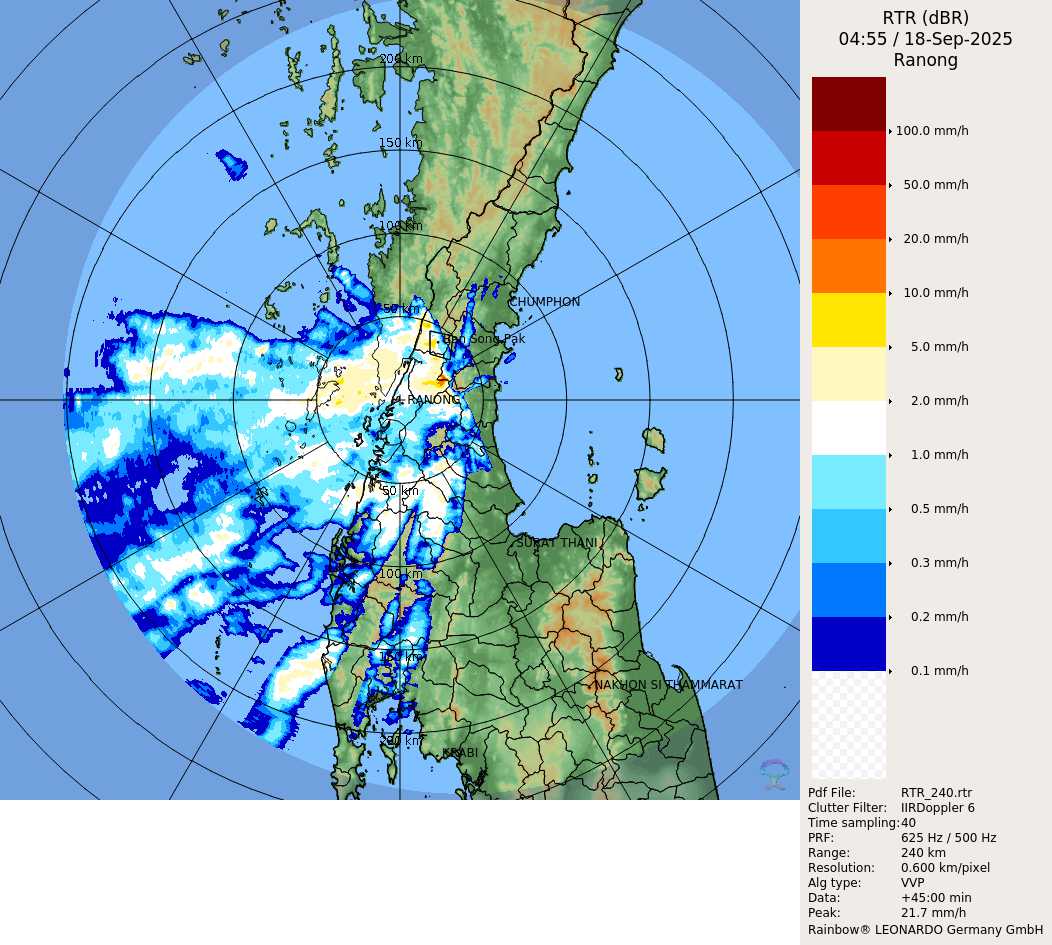 RTR (dBR)
04:55 / 18-Sep-2025
Ranong
100.0 mm/h
50.0 mm/h
20.0 mm/h
10.0 mm/h
5.0 mm/h
2.0 mm/h
1.0 mm/h
0.5 mm/h
0.3 mm/h
0.2 mm/h
0.1 mm/h
Pdf File: RTR_240.rtr
Clutter Filter: IIRDoppler 6
Time sampling: 40
PRF: 625 Hz / 500 Hz
Range: 240 km
Resolution: 0.600 km/pixel
Alg type: VVP
Data: +45:00 min
Peak: 21.7 mm/h
Rainbow® LEONARDO Germany GmbH
200 km
150 km
100 km
CHUMPHON
50 km
Ban Song Pak
RANONG
50 km
SURAT THANI
100 km
150 km
NAKHON SI THAMMARAT
200 km
KRABI